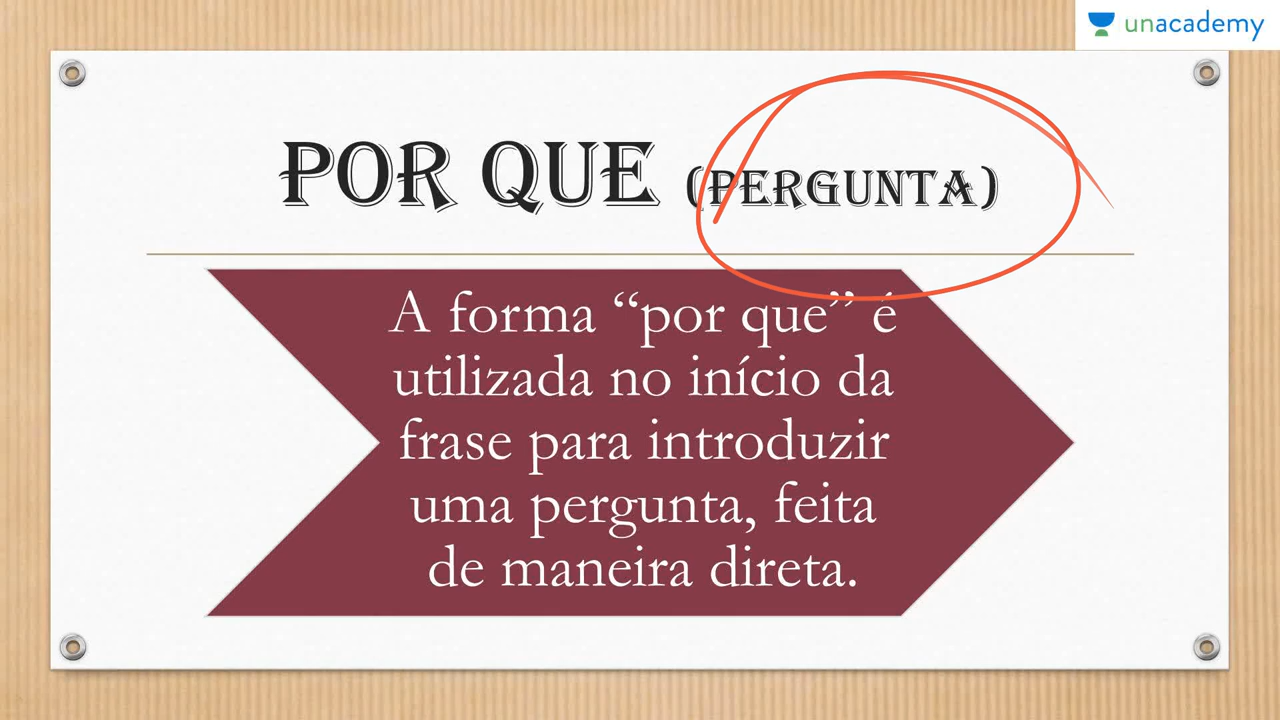 unacademy
POR QUE (PERGUNTA)
A forma “por que” é
utilizada no início da
frase para introduzir
uma pergunta, feita
de maneira direta.